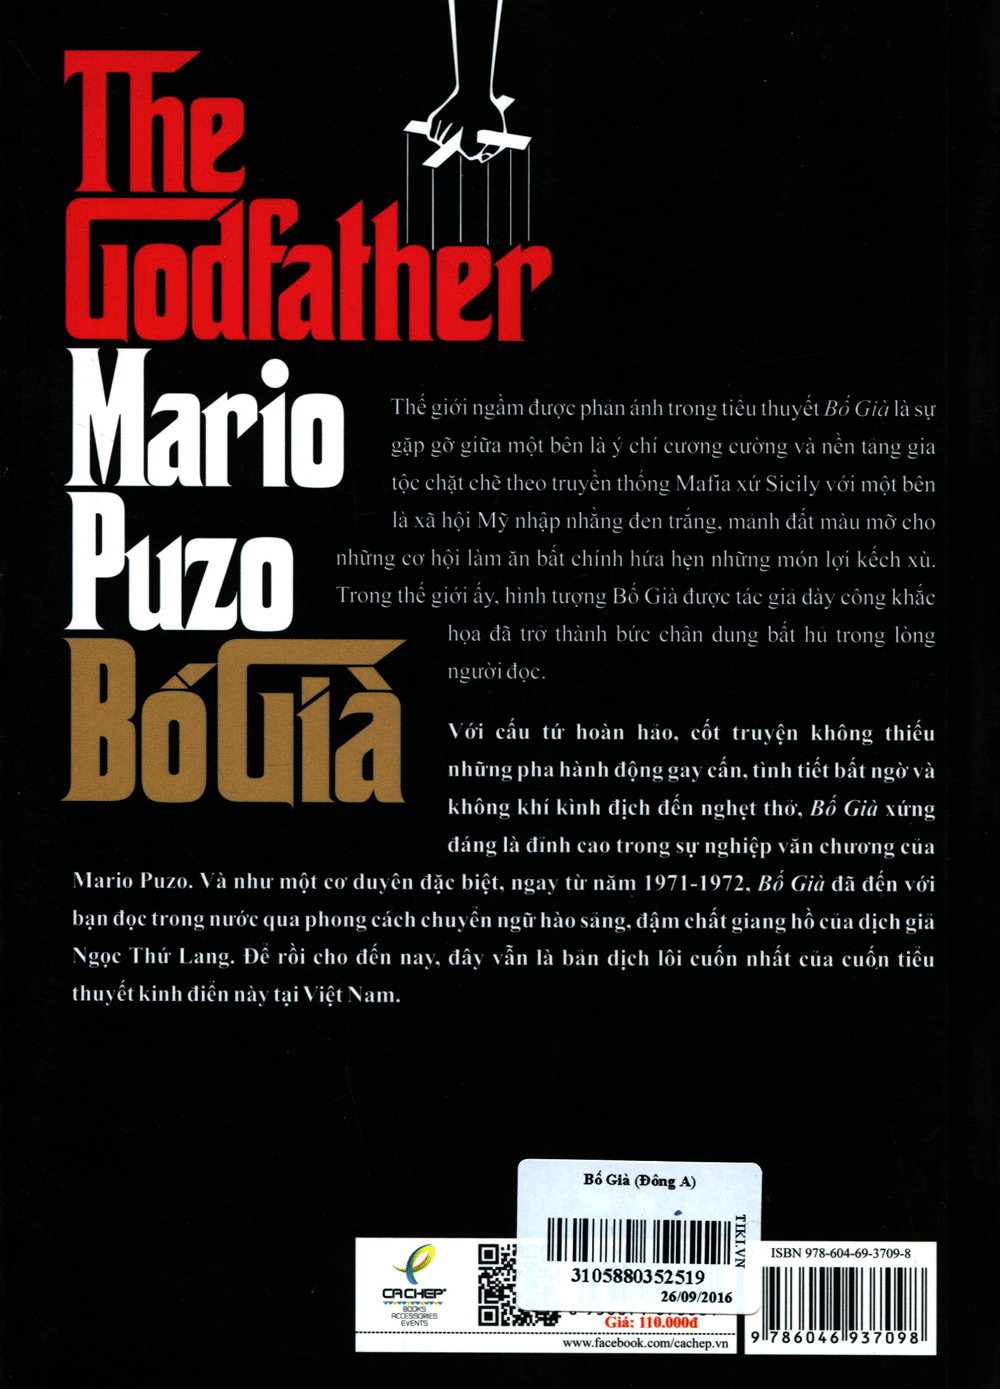 The
Godfather
Mario
Puzo
Bố Già
Thế giới ngầm được phản ánh trong tiểu thuyết Bố Già là sự
gặp gỡ giữa một bên là ý chí cương cường và nền tảng gia
tộc chặt chẽ theo truyền thống Mafia xứ Sicily với một bên
là xã hội Mỹ nhập nhằng đen trắng, mảnh đất màu mỡ cho
những cơ hội làm ăn bất chính hứa hẹn những món lợi kếch xù.
Trong thế giới ấy, hình tượng Bố Già được tác giả dày công khắc
họa đã trở thành bức chân dung bất hủ trong lòng
người đọc.
Với cấu tứ hoàn hảo, cốt truyện không thiếu
những pha hành động gay cấn, tình tiết bất ngờ và
không khí kình địch đến nghẹt thở, Bố Già xứng
đáng là đỉnh cao trong sự nghiệp văn chương của
Mario Puzo. Và như một cơ duyên đặc biệt, ngay từ năm 1971-1972, Bố Già đã đến với
bạn đọc trong nước qua phong cách chuyển ngữ hào sảng, đậm chất giang hồ của dịch giả
Ngọc Thứ Lang. Để rồi cho đến nay, đây vẫn là bản dịch lôi cuốn nhất của cuốn tiểu
thuyết kinh điển này tại Việt Nam.
Bố Già (Đông A)
TIKI.VN
3105880352519
26/09/2016
CACHEP
BOOKS
ACCESSORIES
EVENTS
Giá: 110.000đ
www.facebook.com/cachep.vn
ISBN 978-604-69-3709-8
9 786046 937098